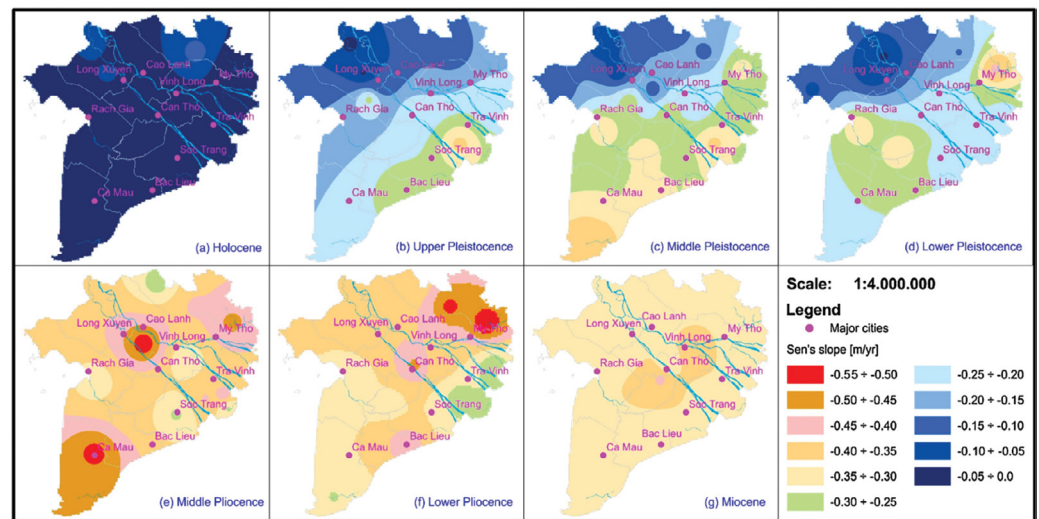 Long Xuyen
Cao Lanh
Vinh Long
My Tho
Rach Gia
Can Tho
Tra Vinh
Soc Trang
Ca Mau
Bac Lieu
(a) Holocene
Long Xuyen
Cao Lanh
Vinh Long
My Tho
Rach Gia
Can Tho
Tra Vinh
Soc Trang
Ca Mau
Bac Lieu
(b) Upper Pleistocence
Long Xuyen
Cao Lanh
Vinh Long
My Tho
Rach Gia
Can Tho
Tra Vinh
Soc Trang
Ca Mau
Bac Lieu
(c) Middle Pleistocence
Long Xuyen
Cao Lanh
Vinh Long
My Tho
Rach Gia
Can Tho
Tra Vinh
Soc Trang
Ca Mau
Bac Lieu
(d) Lower Pleistocence
Long Xuyen
Cao Lanh
Vinh Long
My Tho
Rach Gia
Can Tho
Tra Vinh
Soc Trang
Ca Mau
Bac Lieu
(e) Middle Pliocence
Long Xuyen
Cao Lanh
Vinh Long
My Tho
Rach Gia
Can Tho
Tra Vinh
Soc Trang
Ca Mau
Bac Lieu
(f) Lower Pliocence
Long Xuyen
Cao Lanh
Vinh Long
My Tho
Rach Gia
Can Tho
Tra Vinh
Soc Trang
Ca Mau
Bac Lieu
(g) Miocene
Scale: 1:4.000.000
Legend
Major cities
Sen's slope [m/yr]
-0.55 ÷ -0.50
-0.50 ÷ -0.45
-0.45 ÷ -0.40
-0.40 ÷ -0.35
-0.35 ÷ -0.30
-0.30 ÷ -0.25
-0.25 ÷ -0.20
-0.20 ÷ -0.15
-0.15 ÷ -0.10
-0.10 ÷ -0.05
-0.05 ÷ 0.0